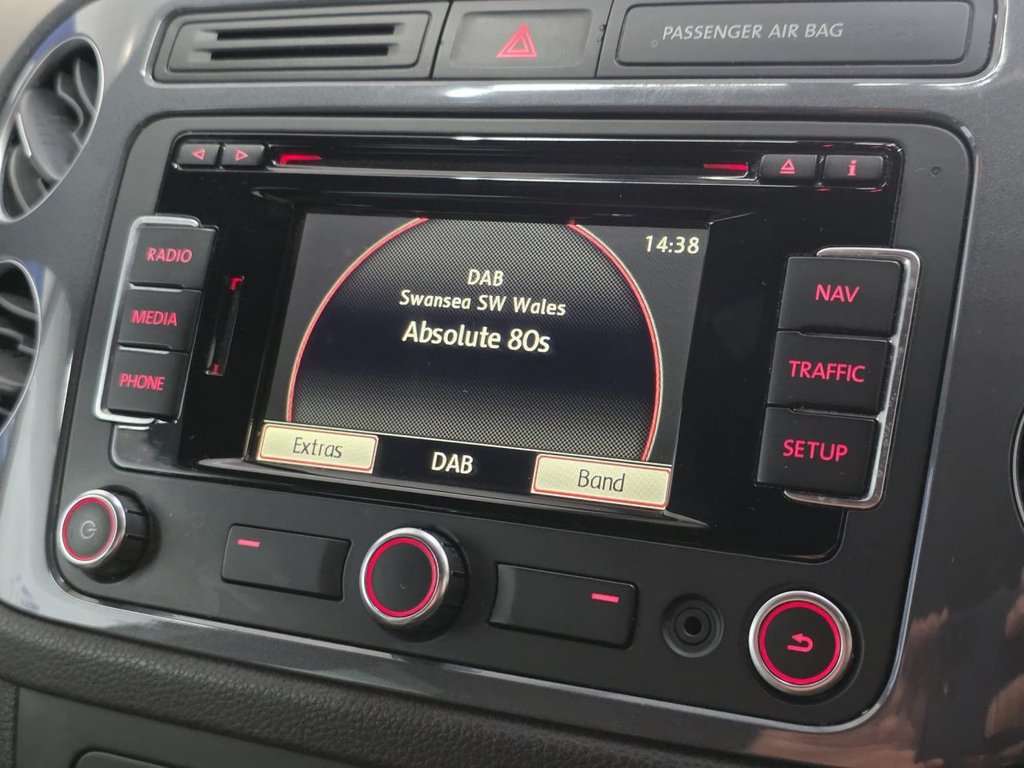 PASSENGER AIR BAG
i
RADIO
MEDIA
PHONE
14:38
DAB
Swansea SW Wales
Absolute 80s
Extras
DAB
Band
NAV
TRAFFIC
SETUP